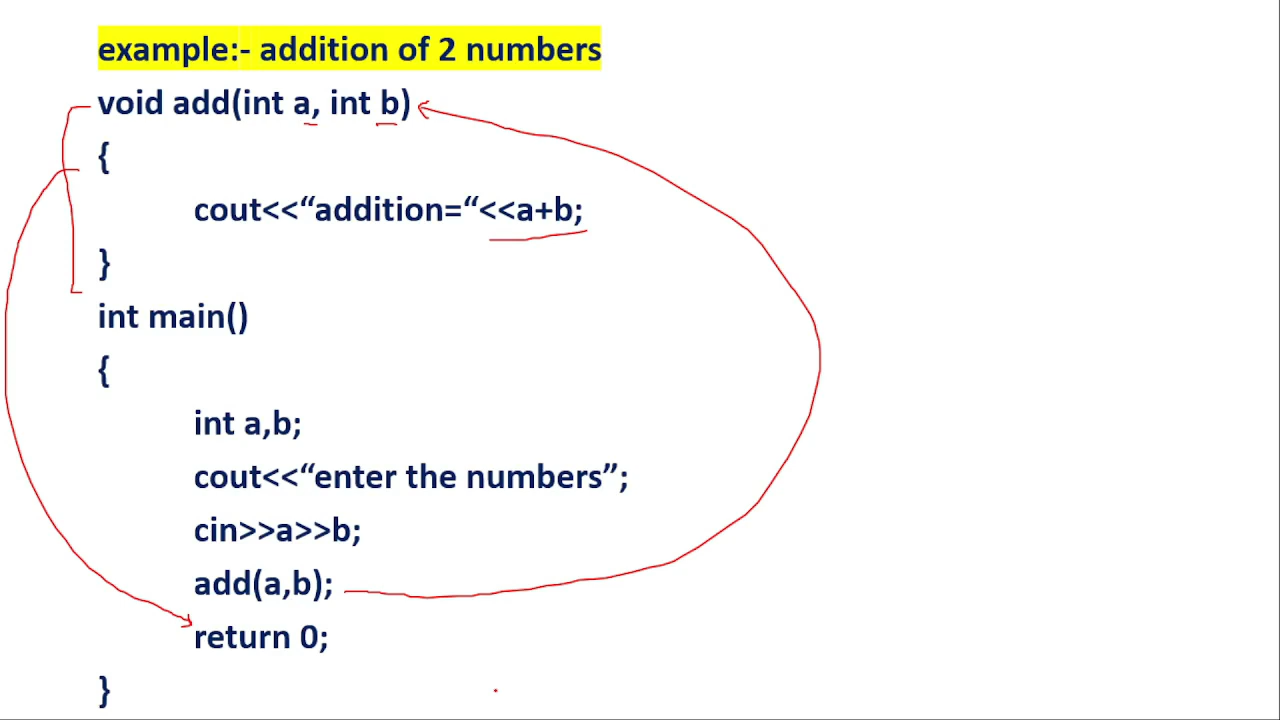 example:- addition of 2 numbers
void add(int a, int b)
{
cout<<“addition=“<<a+b;
}
int main()
{
int a,b;
cout<<“enter the numbers”;
cin>>a>>b;
add(a,b);
return 0;
}